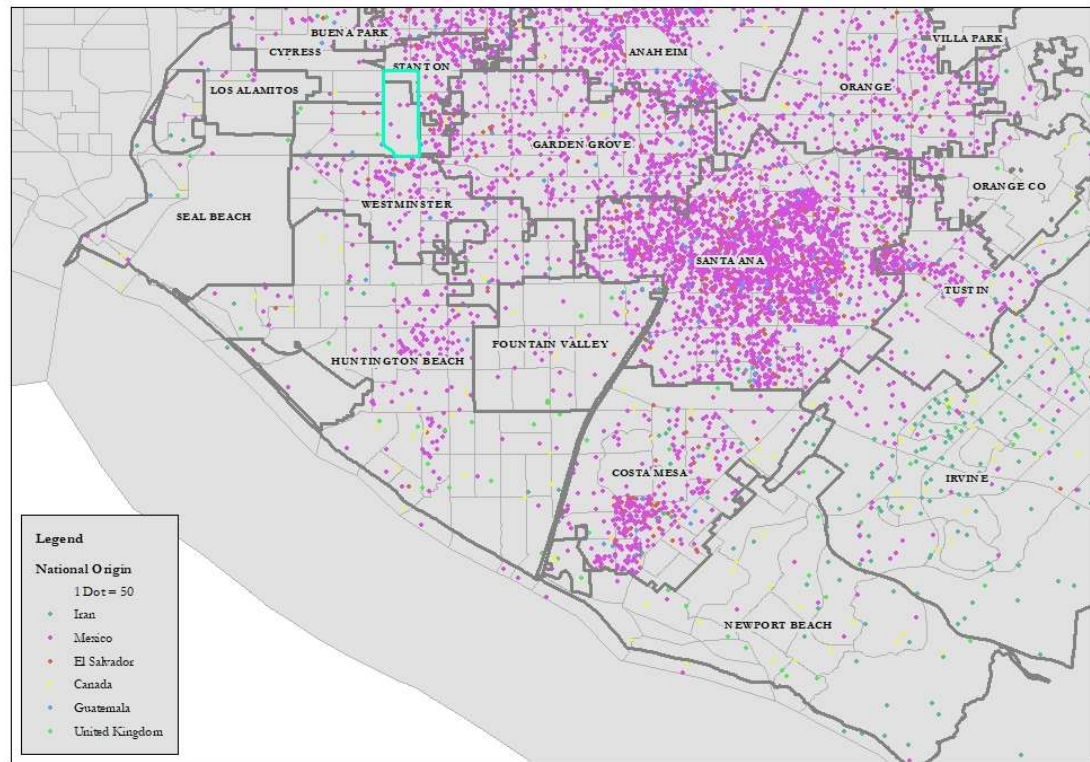 BUENA PARK
VILLA PARK
CYPRESS
ANAHEIM
STANTON
LOS ALAMITOS
ORANGE
GARDEN GROVE
ORANGE CO
WESTMINSTER
SEAL BEACH
SANTA ANA
TUSTIN
FOUNTAIN VALLEY
HUNTINGTON BEACH
COSTA MESA
IRVINE
NEWPORT BEACH
Legend
National Origin
1 Dot = 50
Iran
Mexico
El Salvador
Canada
Guatemala
United Kingdom